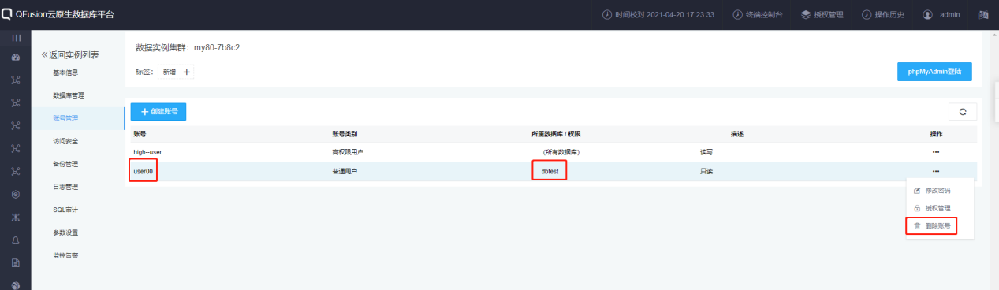 QFusion云原生数据库平台
时间校对 2021-04-20 17:23:33 终端控制台 授权管理 操作历史 admin
«返回实例列表
基本信息
数据库管理
账号管理
访问安全
备份管理
日志管理
SQL审计
参数设置
监控告警
数据实例集群：my80-7b8c2
标签： 新增 +
phpMyAdmin登陆
+ 创建账号
账号 账号类别 所属数据库 / 权限 描述 操作
high--user 高权限用户 （所有数据库） 读写 •••
user00 普通用户 dbtest 只读 •••
修改密码
授权管理
删除账号